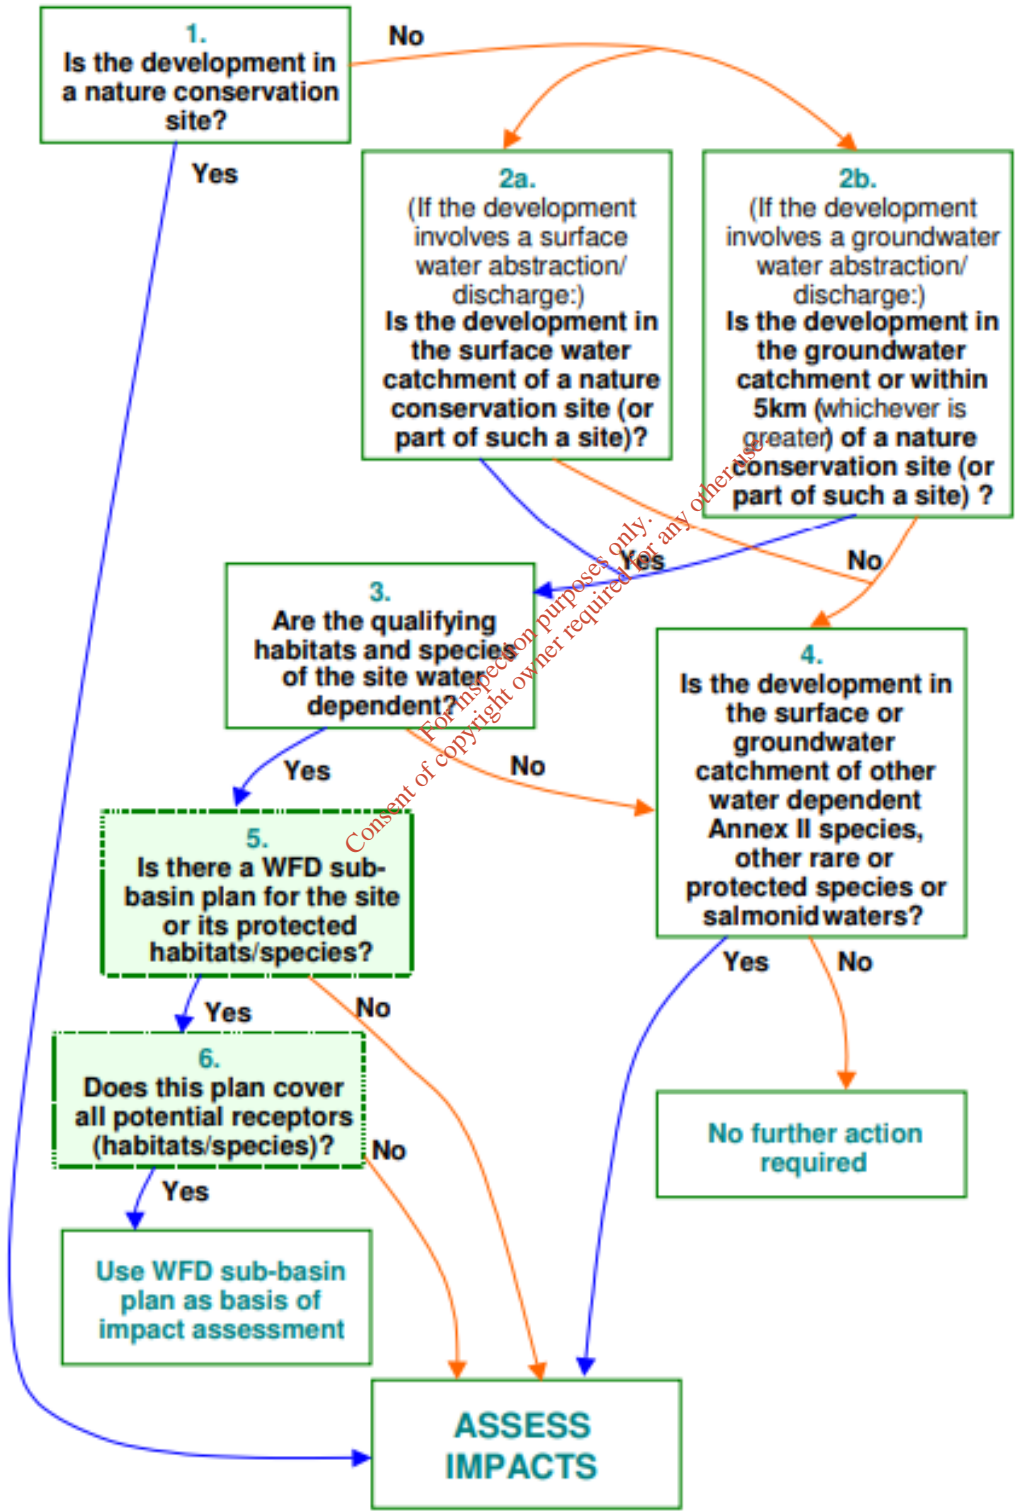 1.
Is the development in
a nature conservation
site?
No
Yes
2a.
(If the development
involves a surface
water abstraction/
discharge:)
Is the development in
the surface water
catchment of a nature
conservation site (or
part of such a site)?
2b.
(If the development
involves a groundwater
water abstraction/
discharge:)
Is the development in
the groundwater
catchment or within
5km (whichever is
greater) of a nature
conservation site (or
part of such a site) ?
Yes
No
3.
Are the qualifying
habitats and species
of the site water
dependent?
4.
Is the development in
the surface or
groundwater
catchment of other
water dependent
Annex II species,
other rare or
protected species or
salmonid waters?
Yes
No
5.
Is there a WFD sub-
basin plan for the site
or its protected
habitats/species?
Yes
No
Yes
No
6.
Does this plan cover
all potential receptors
(habitats/species)?
No
Yes
No further action
required
Use WFD sub-basin
plan as basis of
impact assessment
ASSESS
IMPACTS
For inspection purposes only.
Consent of copyright owner required for any other use.